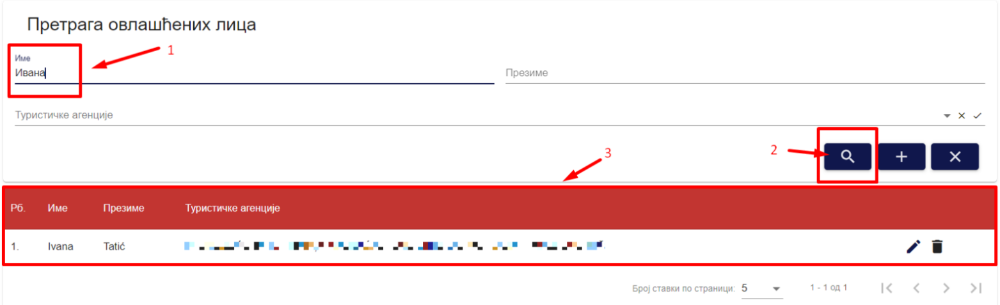 Претрага овлашћених лица
1
Име
Ивана
Презиме
Туристичке агенције
2
3
Рб. Име Презиме Туристичке агенције
1. Ivana Tatić
Број ставки по страници: 5 1 - 1 од 1